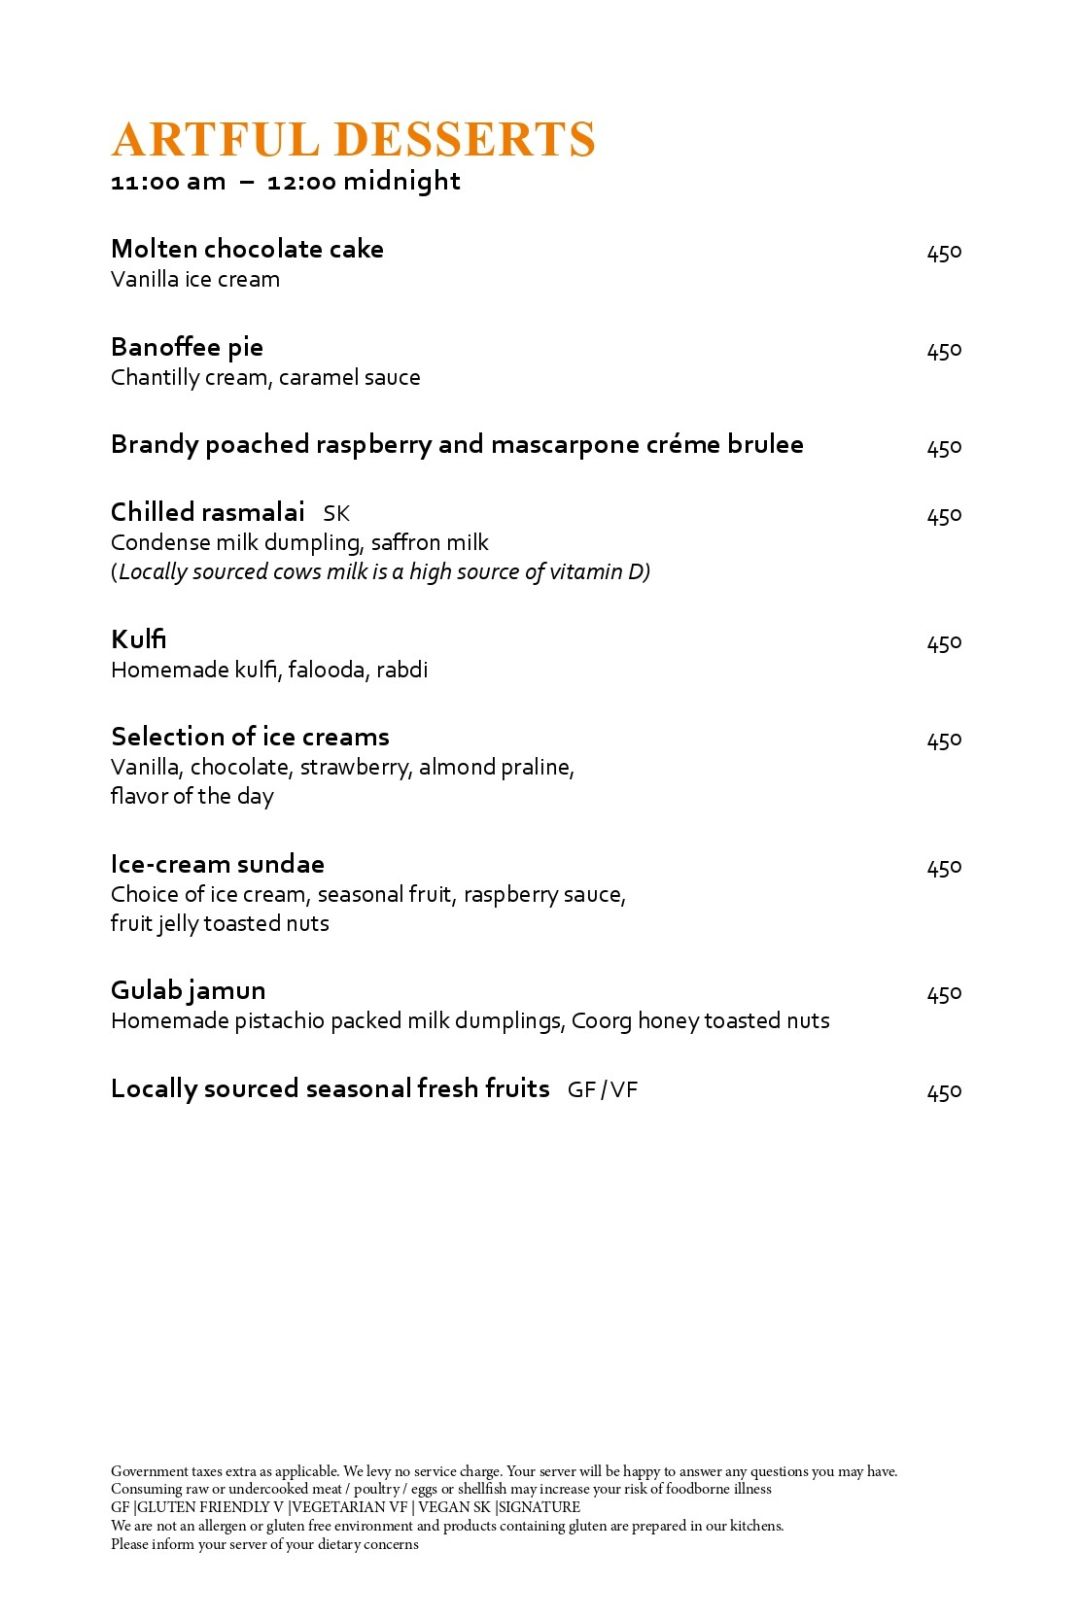 ARTFUL DESSERTS
11:00 am – 12:00 midnight
Molten chocolate cake 450
Vanilla ice cream
Banoffee pie 450
Chantilly cream, caramel sauce
Brandy poached raspberry and mascarpone créme brulee 450
Chilled rasmalai SK 450
Condense milk dumpling, saffron milk
(Locally sourced cows milk is a high source of vitamin D)
Kulfi 450
Homemade kulfi, falooda, rabdi
Selection of ice creams 450
Vanilla, chocolate, strawberry, almond praline,
flavor of the day
Ice-cream sundae 450
Choice of ice cream, seasonal fruit, raspberry sauce,
fruit jelly toasted nuts
Gulab jamun 450
Homemade pistachio packed milk dumplings, Coorg honey toasted nuts
Locally sourced seasonal fresh fruits GF/VF 450
Government taxes extra as applicable. We levy no service charge. Your server will be happy to answer any questions you may have.
Consuming raw or undercooked meat / poultry / eggs or shellfish may increase your risk of foodborne illness
GF |GLUTEN FRIENDLY V |VEGETARIAN VF | VEGAN SK |SIGNATURE
We are not an allergen or gluten free environment and products containing gluten are prepared in our kitchens.
Please inform your server of your dietary concerns